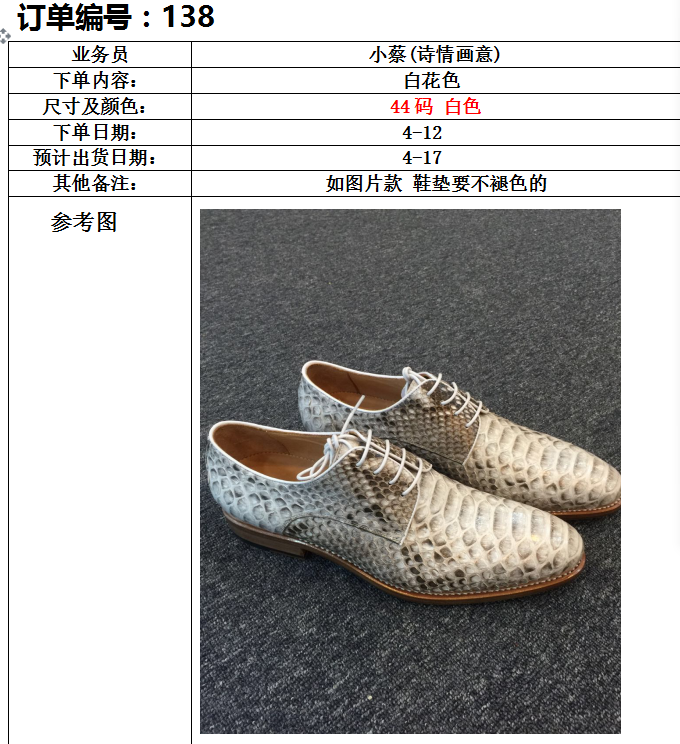 订单编号：138
业务员 小蔡(诗情画意)
下单内容： 白花色
尺寸及颜色： 44码 白色
下单日期： 4-12
预计出货日期： 4-17
其他备注： 如图片款 鞋垫要不褪色的
参考图